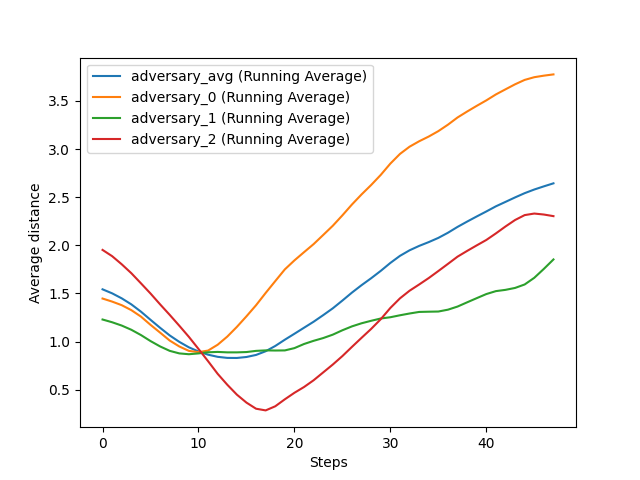 adversary_avg (Running Average)
adversary_0 (Running Average)
adversary_1 (Running Average)
adversary_2 (Running Average)
3.5
3.0
2.5
2.0
1.5
1.0
0.5
Average distance
0 10 20 30 40
Steps